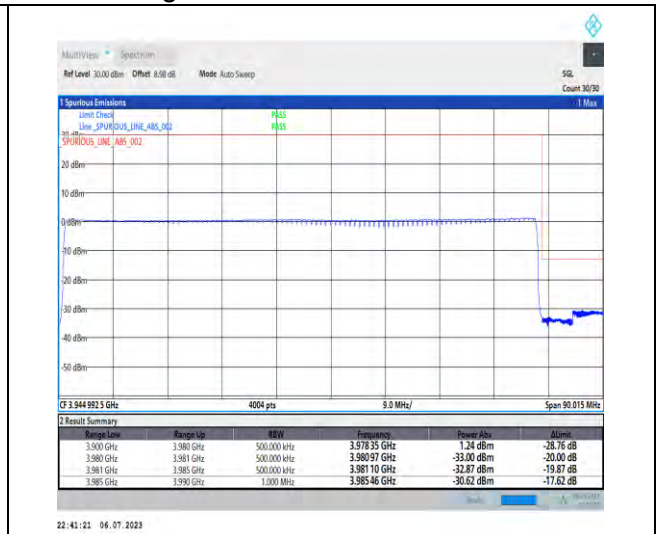 MultiView Spectrum
Ref Level 30.00 dBm Offset 8.98 dB Mode Auto Sweep SGL
Count 30/30
1 Spurious Emissions 1 Max
Limit Check PASS
Line _SPURIOUS_LINE_ABS_002 PASS
30 dBm
_SPURIOUS_LINE_ABS_002
20 dBm
10 dBm
0 dBm
-10 dBm
-20 dBm
-30 dBm
-40 dBm
-50 dBm
CF 3.944 992 5 GHz 4004 pts 9.0 MHz/ Span 90.015 MHz
2 Result Summary
Range Low Range Up RBW Frequency Power Abs ΔLimit
3.900 GHz 3.980 GHz 500.000 kHz 3.978 35 GHz 1.24 dBm -28.76 dB
3.980 GHz 3.981 GHz 500.000 kHz 3.980 97 GHz -33.00 dBm -20.00 dB
3.981 GHz 3.985 GHz 500.000 kHz 3.981 10 GHz -32.87 dBm -19.87 dB
3.985 GHz 3.990 GHz 1.000 MHz 3.985 46 GHz -30.62 dBm -17.62 dB
22:41:21 06.07.2023